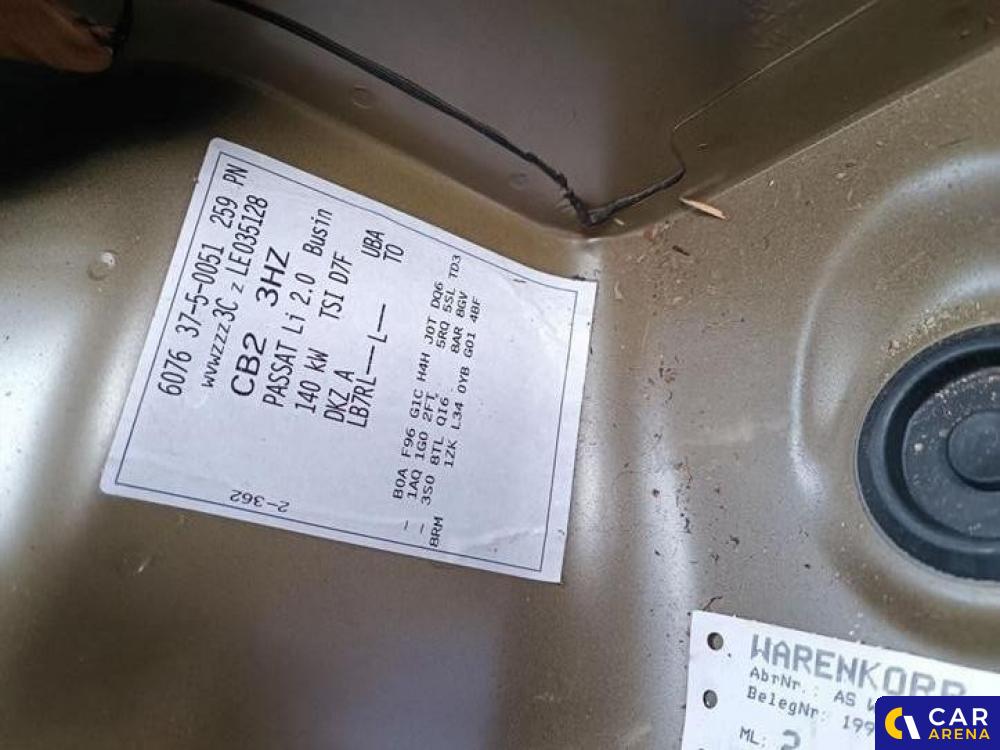 6076 37-5-0051 259 PN
WVWZZZ3C Z LE035128
CB2 3HZ
PASSAT Li 2.0 Busin
140 kW TSI D7F
DKZ A UBA
LB7RL——L— TO
B0A F96 G1C H4H J0T DQ6
— 1AQ 1G0 2FT 5RQ 5SL TD3
— 3S0 8TL QI6 8AR 8GV
8RM 1ZK L34 0YB G01 4BF
2-362
WARENKORB
AbrNr.: AS
BelegNr: 199
ML: 2
CAR
ARENA